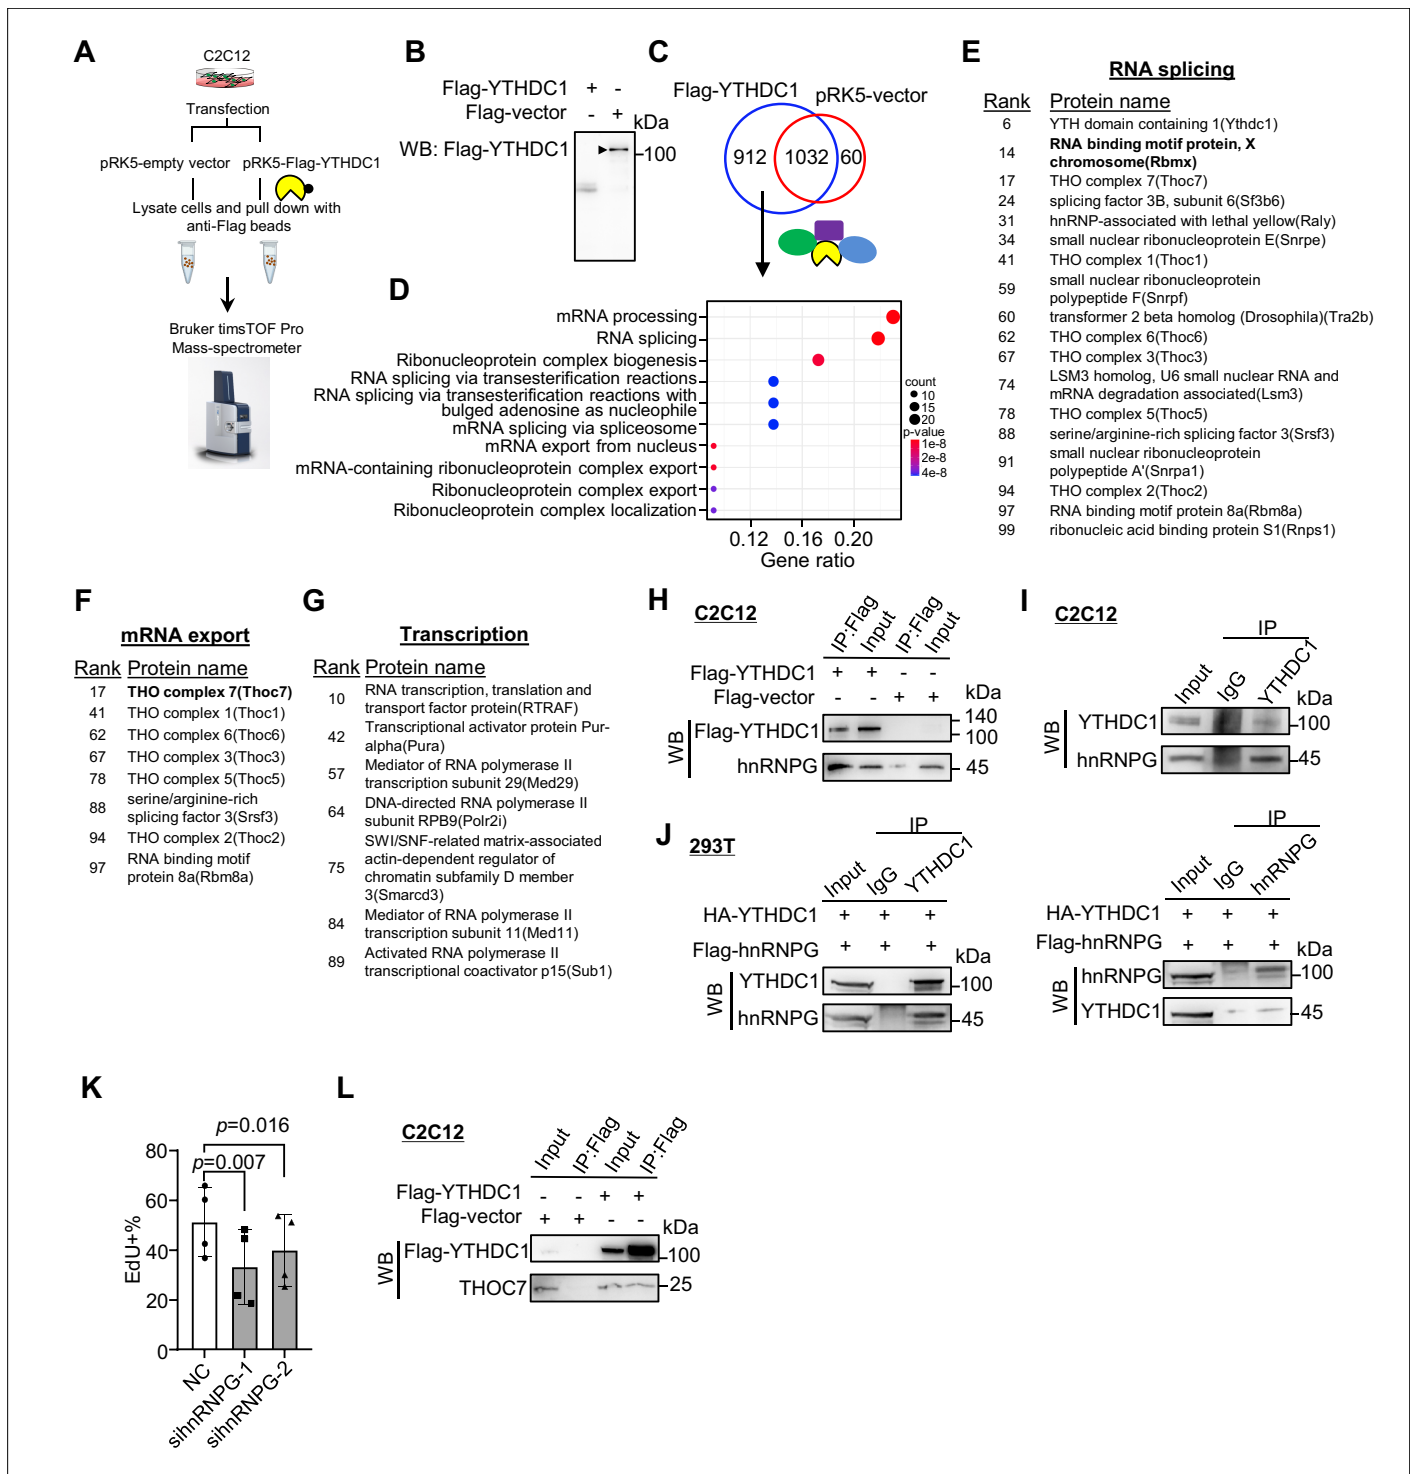 A
C2C12
Transfection
pRK5-empty vector
pRK5-Flag-YTHDC1
Lysate cells and pull down with
anti-Flag beads
Bruker timsTOF Pro
Mass-spectrometer
B
Flag-YTHDC1 + -
Flag-vector - +
kDa
WB: Flag-YTHDC1
100
C
Flag-YTHDC1
pRK5-vector
912
1032
60
D
mRNA processing
RNA splicing
Ribonucleoprotein complex biogenesis
RNA splicing via transesterification reactions
RNA splicing via transesterification reactions with
bulged adenosine as nucleophile
mRNA splicing via spliceosome
mRNA export from nucleus
mRNA-containing ribonucleoprotein complex export
Ribonucleoprotein complex export
Ribonucleoprotein complex localization
0.12 0.16 0.20
Gene ratio
count
10
15
20
p-value
1e-8
2e-8
4e-8
E
RNA splicing
Rank Protein name
6 YTH domain containing 1(Ythdc1)
14 RNA binding motif protein, X
chromosome(Rbmx)
17 THO complex 7(Thoc7)
24 splicing factor 3B, subunit 6(Sf3b6)
31 hnRNP-associated with lethal yellow(Raly)
34 small nuclear ribonucleoprotein E(Snrpe)
41 THO complex 1(Thoc1)
59 small nuclear ribonucleoprotein
polypeptide F(Snrpf)
60 transformer 2 beta homolog (Drosophila)(Tra2b)
62 THO complex 6(Thoc6)
67 THO complex 3(Thoc3)
74 LSM3 homolog, U6 small nuclear RNA and
mRNA degradation associated(Lsm3)
78 THO complex 5(Thoc5)
88 serine/arginine-rich splicing factor 3(Srsf3)
91 small nuclear ribonucleoprotein
polypeptide A'(Snrpa1)
94 THO complex 2(Thoc2)
97 RNA binding motif protein 8a(Rbm8a)
99 ribonucleic acid binding protein S1(Rnps1)
F
mRNA export
Rank Protein name
17 THO complex 7(Thoc7)
41 THO complex 1(Thoc1)
62 THO complex 6(Thoc6)
67 THO complex 3(Thoc3)
78 THO complex 5(Thoc5)
88 serine/arginine-rich
splicing factor 3(Srsf3)
94 THO complex 2(Thoc2)
97 RNA binding motif
protein 8a(Rbm8a)
G
Transcription
Rank Protein name
10 RNA transcription, translation and
transport factor protein(RTRAF)
42 Transcriptional activator protein Pur-
alpha(Pura)
57 Mediator of RNA polymerase II
transcription subunit 29(Med29)
64 DNA-directed RNA polymerase II
subunit RPB9(Polr2i)
75 SWI/SNF-related matrix-associated
actin-dependent regulator of
chromatin subfamily D member
3(Smarcd3)
84 Mediator of RNA polymerase II
transcription subunit 11(Med11)
89 Activated RNA polymerase II
transcriptional coactivator p15(Sub1)
H
C2C12
IP:Flag Input IP:Flag Input
Flag-YTHDC1 + + - -
Flag-vector - - + +
kDa
WB
Flag-YTHDC1
140
100
hnRNPG
45
I
C2C12
IP
Input IgG YTHDC1
kDa
WB
YTHDC1
100
hnRNPG
45
J
293T
IP
Input IgG YTHDC1
HA-YTHDC1 + + +
Flag-hnRNPG + + +
kDa
WB
YTHDC1
100
hnRNPG
45
IP
Input IgG hnRNPG
HA-YTHDC1 + + +
Flag-hnRNPG + + +
kDa
WB
hnRNPG
100
YTHDC1
45
K
p=0.016
p=0.007
EdU+%
80
60
40
20
0
NC
sihnRNPG-1
sihnRNPG-2
L
C2C12
Input IP:Flag Input IP:Flag
Flag-YTHDC1 - - + +
Flag-vector + + - -
kDa
WB
Flag-YTHDC1
100
THOC7
25